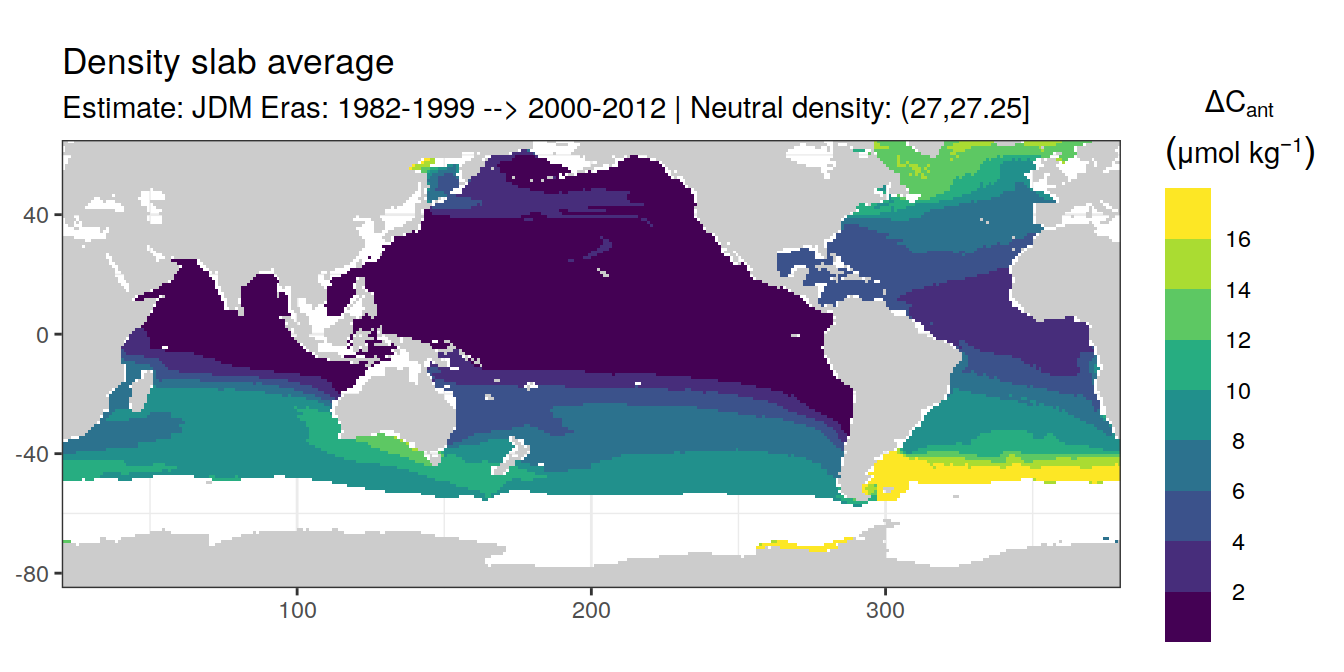 Density slab average
Estimate: JDM Eras: 1982-1999 --> 2000-2012 | Neutral density: (27,27.25]
ΔCant
(μmol kg−1)
16
14
12
10
8
6
4
2
40
0
-40
-80
100 200 300